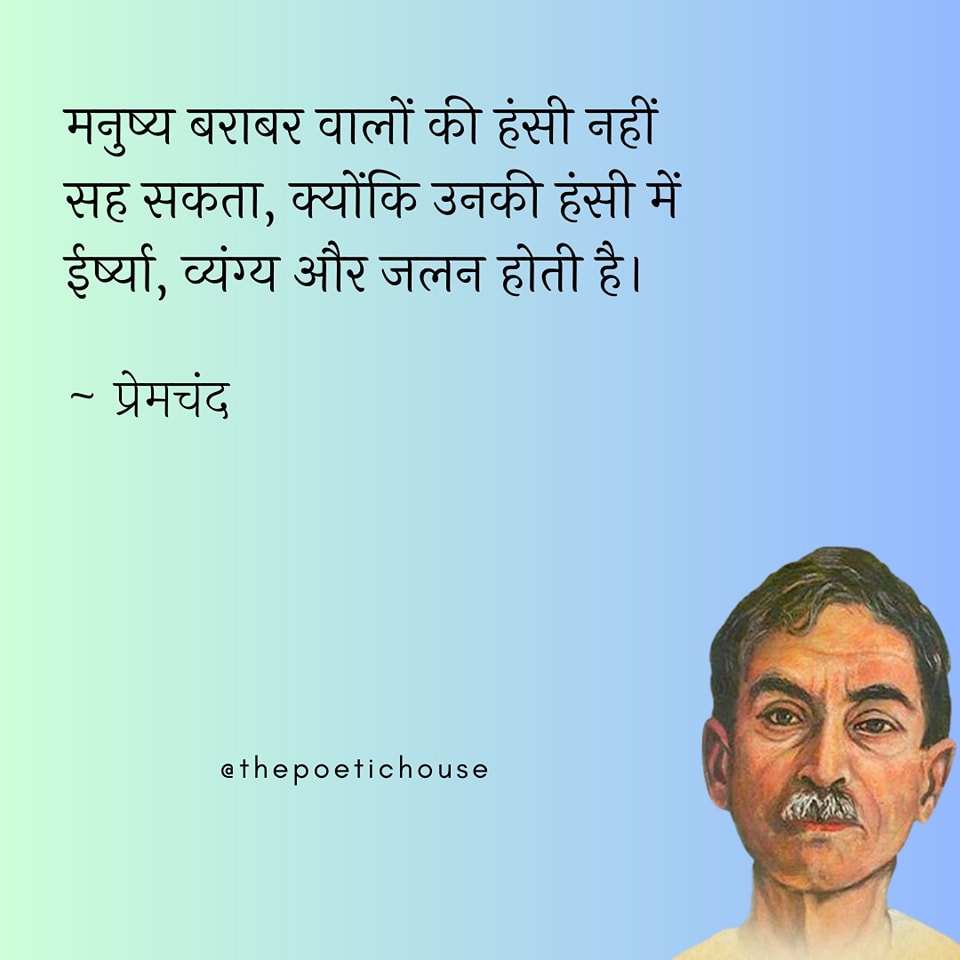 मनुष्य बराबर वालों की हंसी नहीं
सह सकता, क्योंकि उनकी हंसी में
ईर्ष्या, व्यंग्य और जलन होती है।
~ प्रेमचंद
@thepoetichouse